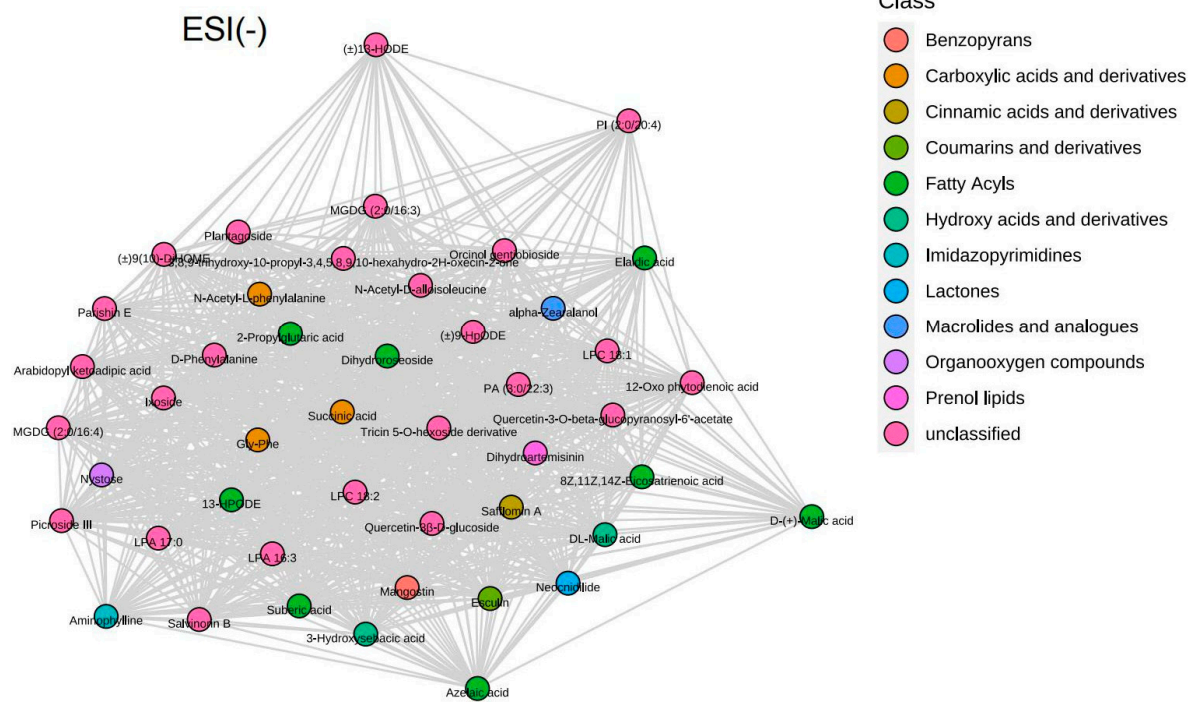 ESI(-)
Class
(±)13-HODE
PI (2:0/20:4)
MGDG (2:0/16:3)
Plantagoside
(±)9(10)-DiHOME
Orcinol gentiobioside
Elaidic acid
N-Acetyl-L-phenylalanine
N-Acetyl-D-alloisoleucine
Parishin E
alpha-Zearalanol
2-Propylglutaric acid
(±)9-HpODE
D-Phenylalanine
Dihydroroseoside
LPC 18:1
Arabidopyl ketoadipic acid
PA (3:0/22:3)
12-Oxo phytodienoic acid
Ixoside
Succinic acid
Quercetin-3-O-beta-glucopyranosyl-6'-acetate
MGDG (2:0/16:4)
Tricin 5-O-hexoside derivative
Gly-Phe
Dihydroartemisinin
Nystose
8Z,11Z,14Z-Eicosatrienoic acid
13-HPODE
LPC 18:2
Safflomin A
Picroside III
Quercetin-3β-D-glucoside
D-(+)-Malic acid
LPA 17:0
DL-Malic acid
LPA 16:3
Mangostin
Neocnidilide
Esculin
Aminophylline
Salvinorin B
Suberic acid
3-Hydroxysebacic acid
Azelaic acid
Benzopyrans
Carboxylic acids and derivatives
Cinnamic acids and derivatives
Coumarins and derivatives
Fatty Acyls
Hydroxy acids and derivatives
Imidazopyrimidines
Lactones
Macrolides and analogues
Organooxygen compounds
Prenol lipids
unclassified